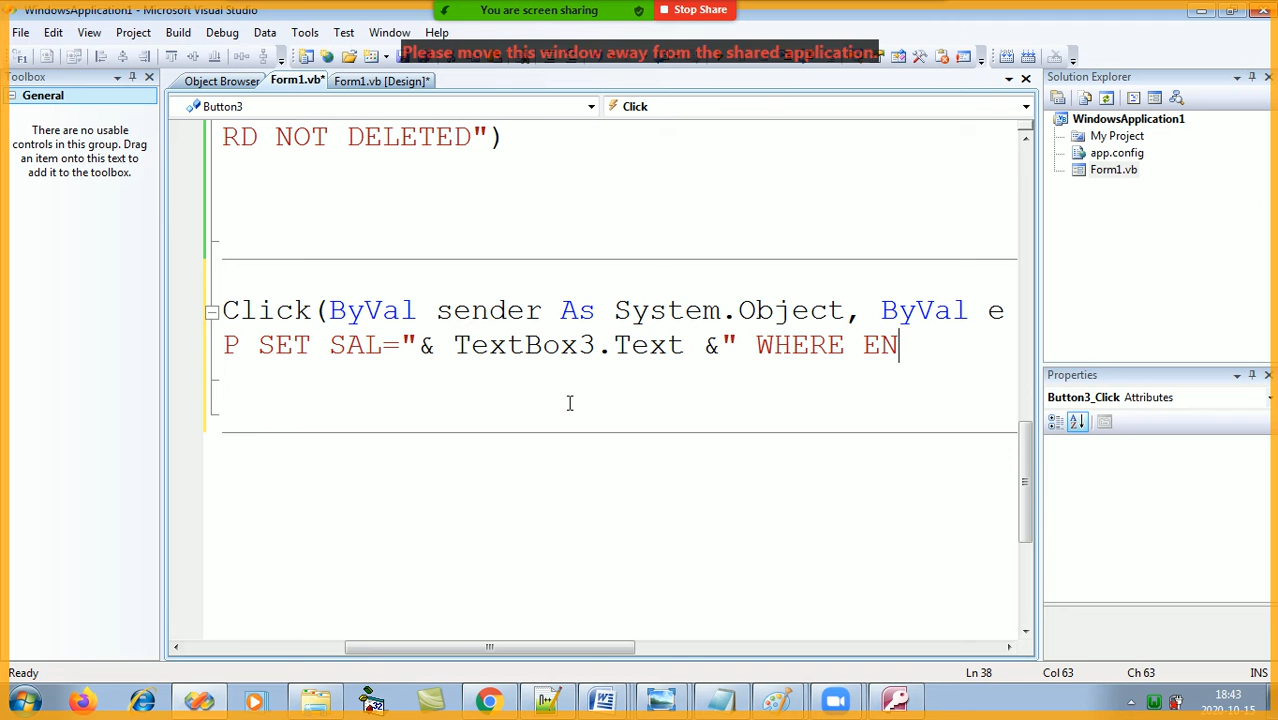 WindowsApplication1 - Microsoft Visual Studio
You are screen sharing
Stop Share
File Edit View Project Build Debug Data Tools Test Window Help
Please move this window away from the shared application.
Toolbox
Object Browser Form1.vb* Form1.vb [Design]*
Solution Explorer
General
Button3 Click
There are no usable
controls in this group. Drag
an item onto this text to
add it to the toolbox.
WindowsApplication1
My Project
app.config
Form1.vb
RD NOT DELETED")
Click(ByVal sender As System.Object, ByVal e
P SET SAL="& TextBox3.Text &" WHERE EN
Properties
Button3_Click Attributes
Ready Ln 38 Col 63 Ch 63 INS
32
18:43
2020-10-15